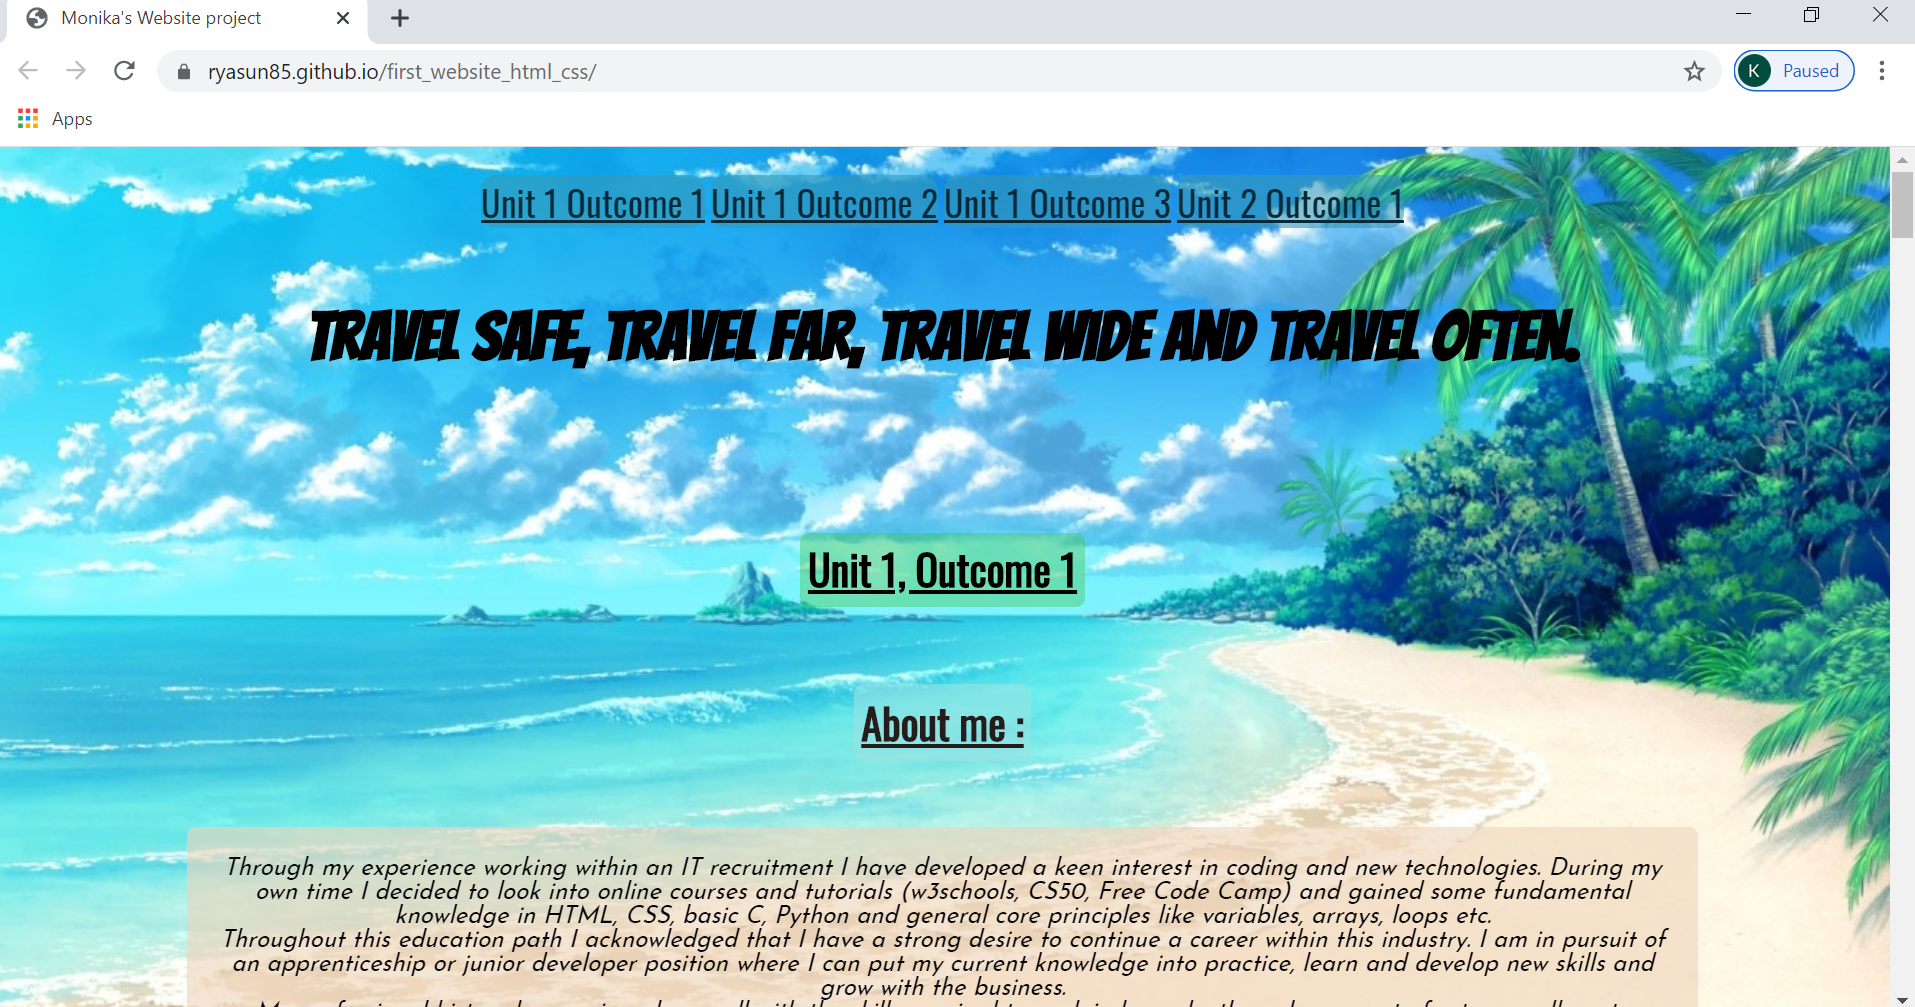 Monika's Website project
ryasun85.github.io/first_website_html_css/
K Paused
Apps
Unit 1 Outcome 1 Unit 1 Outcome 2 Unit 1 Outcome 3 Unit 2 Outcome 1
TRAVEL SAFE, TRAVEL FAR, TRAVEL WIDE AND TRAVEL OFTEN.
Unit 1, Outcome 1
About me :
Through my experience working within an IT recruitment I have developed a keen interest in coding and new technologies. During my
own time I decided to look into online courses and tutorials (w3schools, CS50, Free Code Camp) and gained some fundamental
knowledge in HTML, CSS, basic C, Python and general core principles like variables, arrays, loops etc.
Throughout this education path I acknowledged that I have a strong desire to continue a career within this industry. I am in pursuit of
an apprenticeship or junior developer position where I can put my current knowledge into practice, learn and develop new skills and
grow with the business.